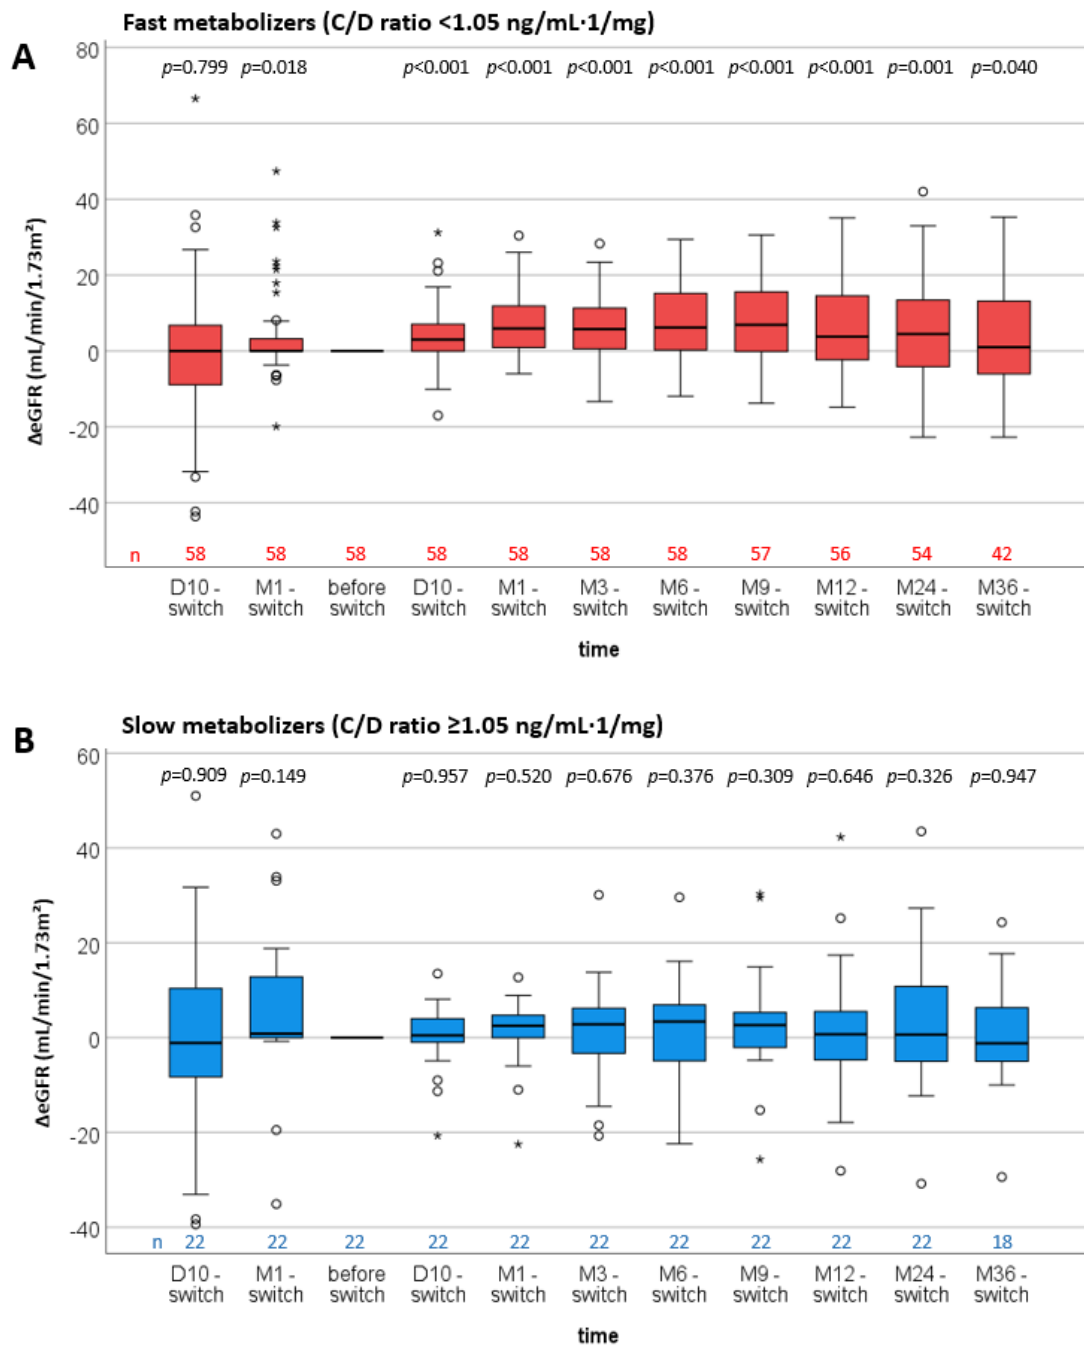 Fast metabolizers (C/D ratio <1.05 ng/mL·1/mg)
A
80
p=0.799 p=0.018 p<0.001 p<0.001 p<0.001 p<0.001 p<0.001 p<0.001 p=0.001 p=0.040
60
40
20
0
-20
-40
ΔeGFR (mL/min/1.73m²)
n 58 58 58 58 58 58 58 57 56 54 42
D10 - M1 - before D10 - M1 - M3 - M6 - M9 - M12 - M24 - M36 -
switch switch switch switch switch switch switch switch switch switch switch
time
Slow metabolizers (C/D ratio ≥1.05 ng/mL·1/mg)
B
60
p=0.909 p=0.149 p=0.957 p=0.520 p=0.676 p=0.376 p=0.309 p=0.646 p=0.326 p=0.947
40
20
0
-20
-40
ΔeGFR (mL/min/1.73m²)
n 22 22 22 22 22 22 22 22 22 22 18
D10 - M1 - before D10 - M1 - M3 - M6 - M9 - M12 - M24 - M36 -
switch switch switch switch switch switch switch switch switch switch switch
time